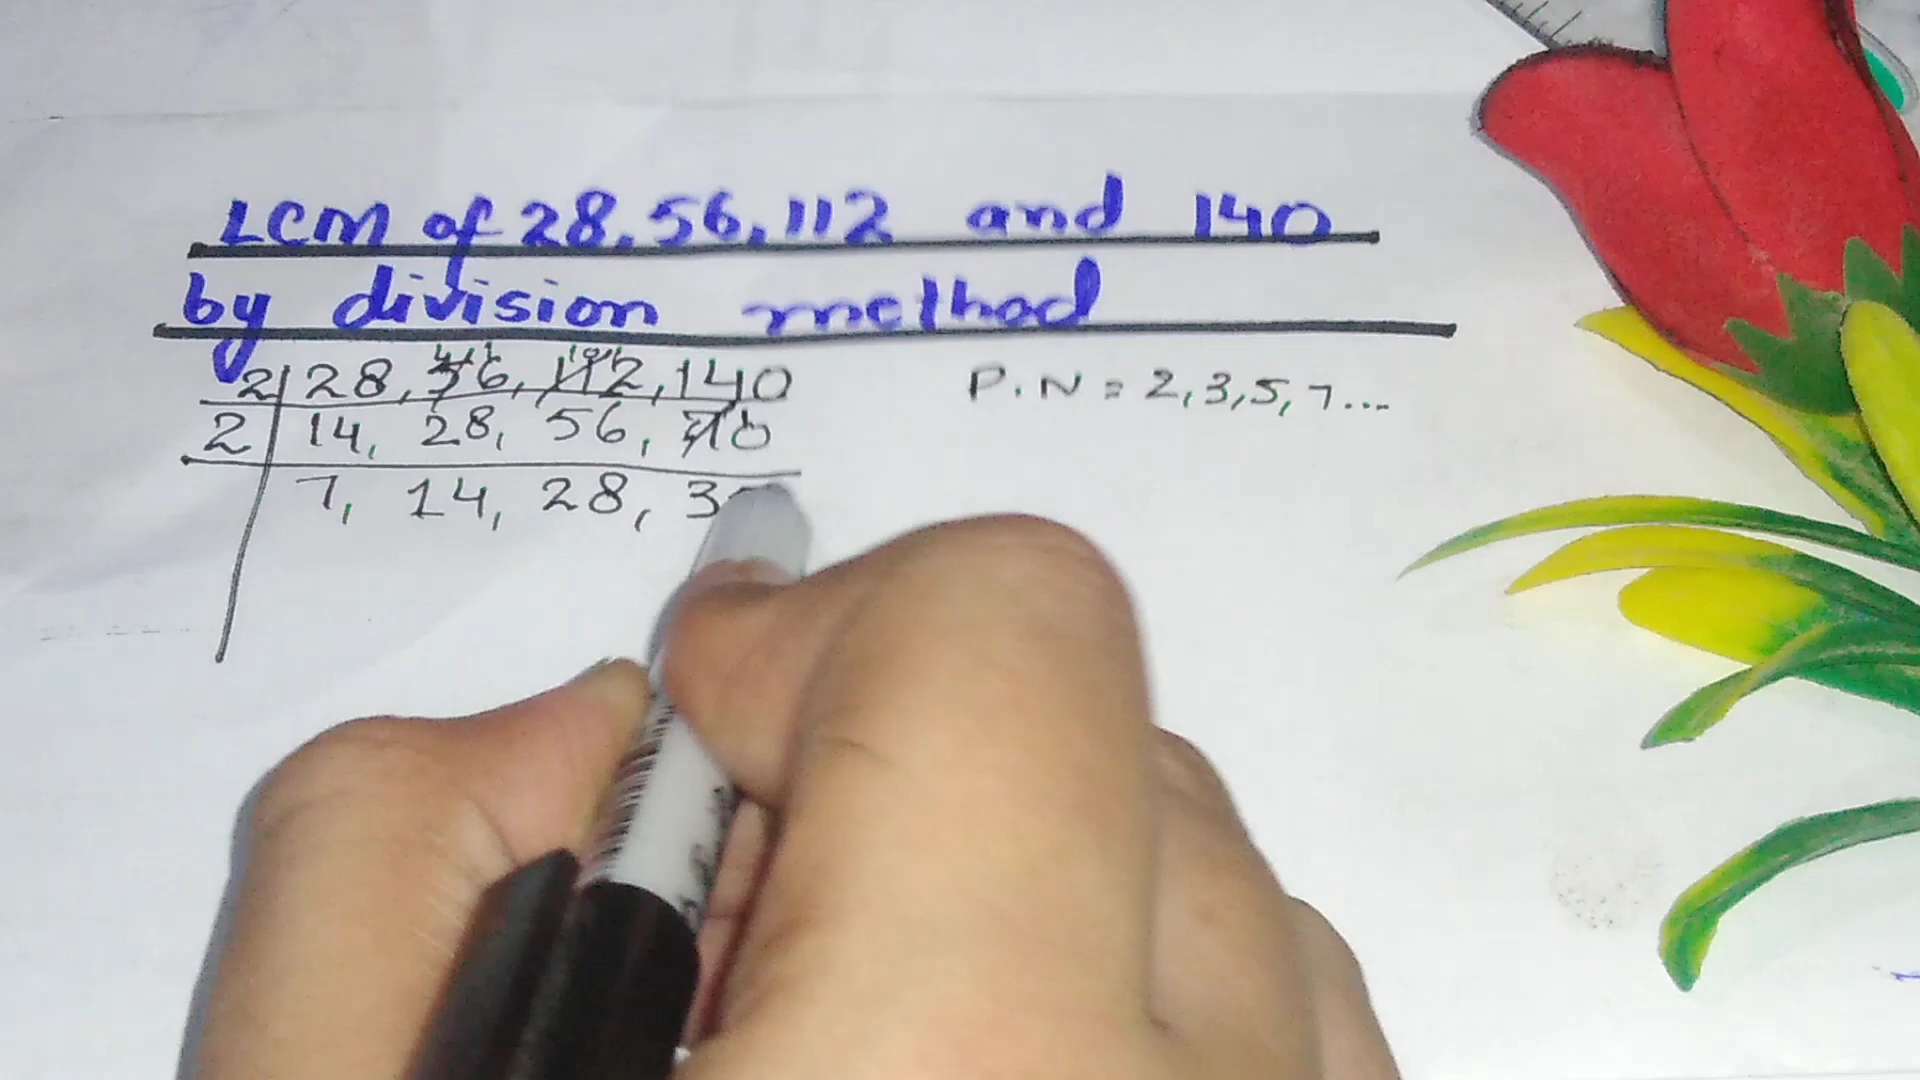 LCM of 28, 56, 112 and 140
by division method
2 28, 56, 112, 140 P.N = 2, 3, 5, 7...
2 14, 28, 56, 70
7, 14, 28, 3